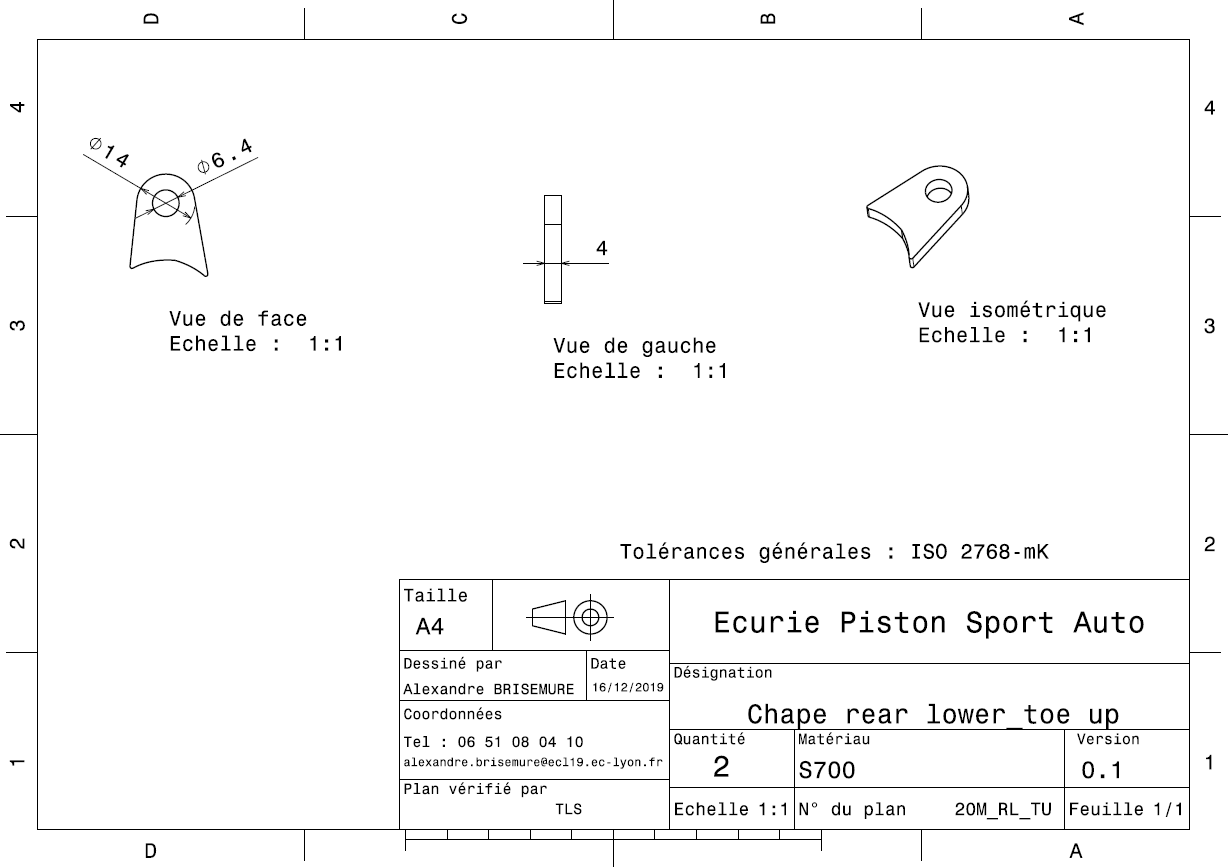 D C B A
4 4
⌀14 ⌀6.4
4
Vue de face
Echelle : 1:1
Vue de gauche
Echelle : 1:1
Vue isométrique
Echelle : 1:1
3 3
2 2
Tolérances générales : ISO 2768-mK
Taille
A4
Ecurie Piston Sport Auto
Dessiné par
Alexandre BRISEMURE
Date
16/12/2019
Désignation
Chape rear lower_toe up
Coordonnées
Tel : 06 51 08 04 10
alexandre.brisemure@ecl19.ec-lyon.fr
Quantité
2
Matériau
S700
Version
0.1
1 1
Plan vérifié par
TLS
Echelle 1:1
N° du plan 20M_RL_TU
Feuille 1/1
D A